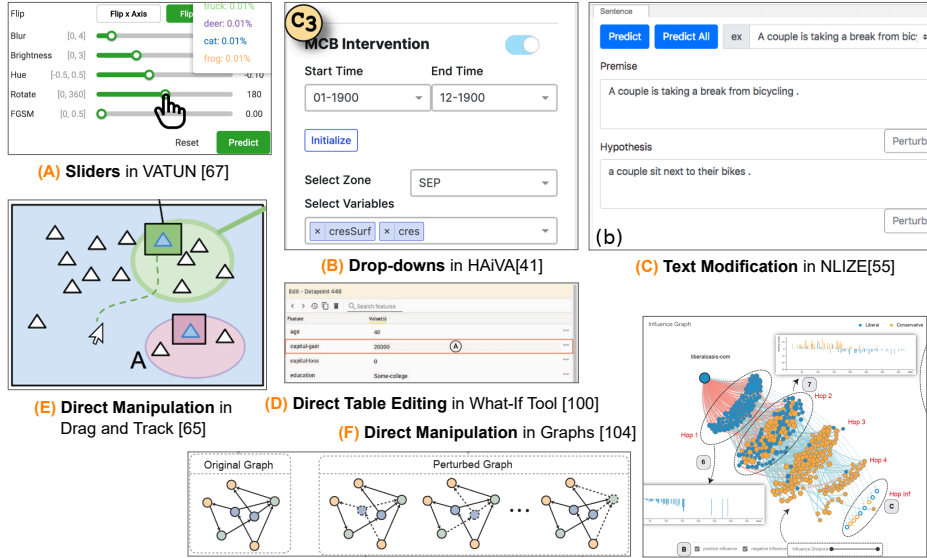 Flip
Flip x Axis
Flip
truck: 0.01%
deer: 0.01%
cat: 0.01%
frog: 0.01%
Blur [0, 4]
Brightness [0, 3]
Hue [-0.5, 0.5] -0.10
Rotate [0, 360] 180
FGSM [0, 0.5] 0.00
Reset Predict
(A) Sliders in VATUN [67]
C3
MCB Intervention
Start Time End Time
01-1900 12-1900
Initialize
Select Zone SEP
Select Variables
× cresSurf × cres
(B) Drop-downs in HAiVA[41]
Sentence
Predict Predict All ex A couple is taking a break from bicy
Premise
A couple is taking a break from bicycling .
Perturb
Hypothesis
a couple sit next to their bikes .
Perturb
(b)
(C) Text Modification in NLIZE[55]
A
(E) Direct Manipulation in
Drag and Track [65]
Edit - Datapoint 446
Search features
Feature Value(s)
age 40
capital-gain 20000 A
capital-loss 0
education Some-college
(D) Direct Table Editing in What-If Tool [100]
(F) Direct Manipulation in Graphs [104]
Original Graph Perturbed Graph
Influence Graph
Liberal Conservative
liberaloasis-com
7
Hop 1
Hop 2
Hop 3
6
Hop 4
Hop Inf
C
B positive influence negative influence Influence Distance